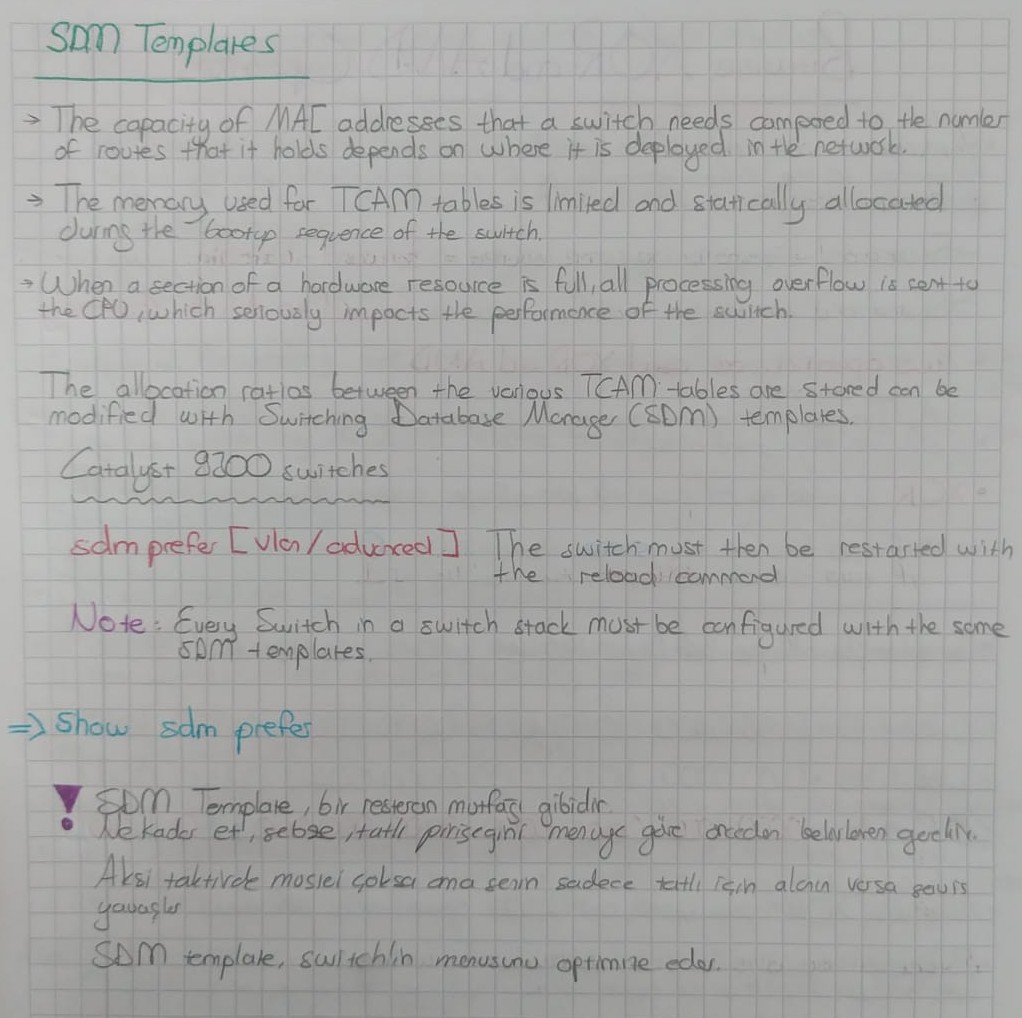 SDM Templates
→ The capacity of MAC addresses that a switch needs compared to the number
of routes that it holds depends on where it is deployed in the network.
→ The memory used for TCAM tables is limited and statically allocated
during the bootup sequence of the switch.
→ When a section of a hardware resource is full, all processing overflow is sent to
the CPU, which seriously impacts the performance of the switch.
The allocation ratios between the various TCAM tables are stored can be
modified with Switching Database Manager (SDM) templates.
Catalyst 9300 switches
sdm prefer [vlan/advanced] The switch must then be restarted with
the reload command
Note: Every Switch in a switch stack must be configured with the same
SDM templates.
⇒ Show sdm prefer
! SDM Template, bir restoran mutfağı gibidir.
Ne kadar et, sebze, tatlı pişireceğini menüye göre önceden gerekir.
Aksi taktirde çoksa ama senin sadece tatlı için alanın varsa
yavaşlar
SDM template, switch'in menusunu optimize eder.